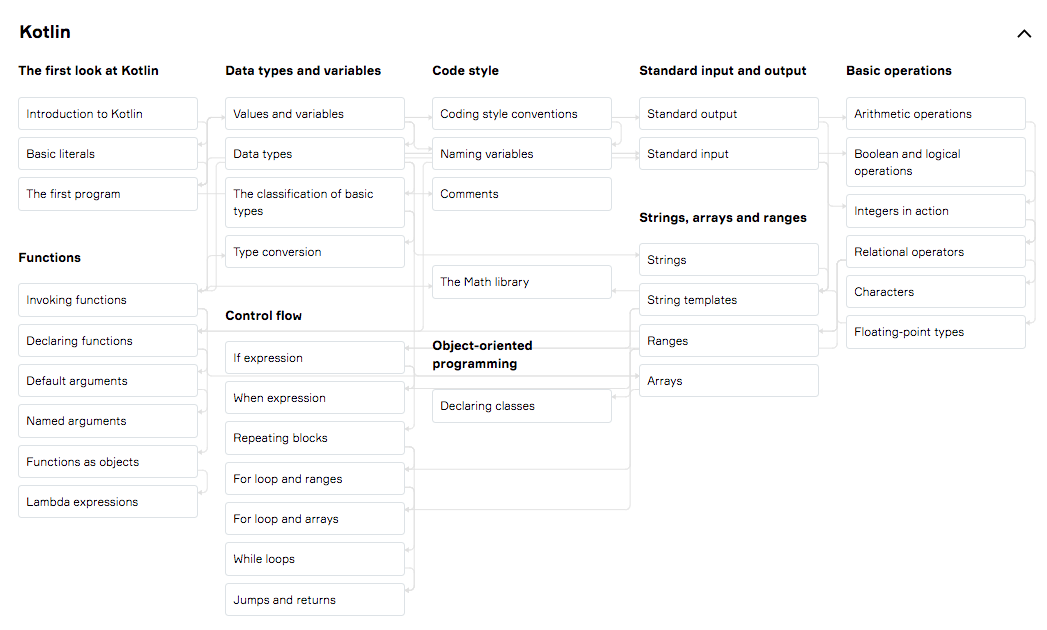 Kotlin
The first look at Kotlin
Introduction to Kotlin
Basic literals
The first program
Functions
Invoking functions
Declaring functions
Default arguments
Named arguments
Functions as objects
Lambda expressions
Data types and variables
Values and variables
Data types
The classification of basic
types
Type conversion
Control flow
If expression
When expression
Repeating blocks
For loop and ranges
For loop and arrays
While loops
Jumps and returns
Code style
Coding style conventions
Naming variables
Comments
The Math library
Object-oriented
programming
Declaring classes
Standard input and output
Standard output
Standard input
Strings, arrays and ranges
Strings
String templates
Ranges
Arrays
Basic operations
Arithmetic operations
Boolean and logical
operations
Integers in action
Relational operators
Characters
Floating-point types